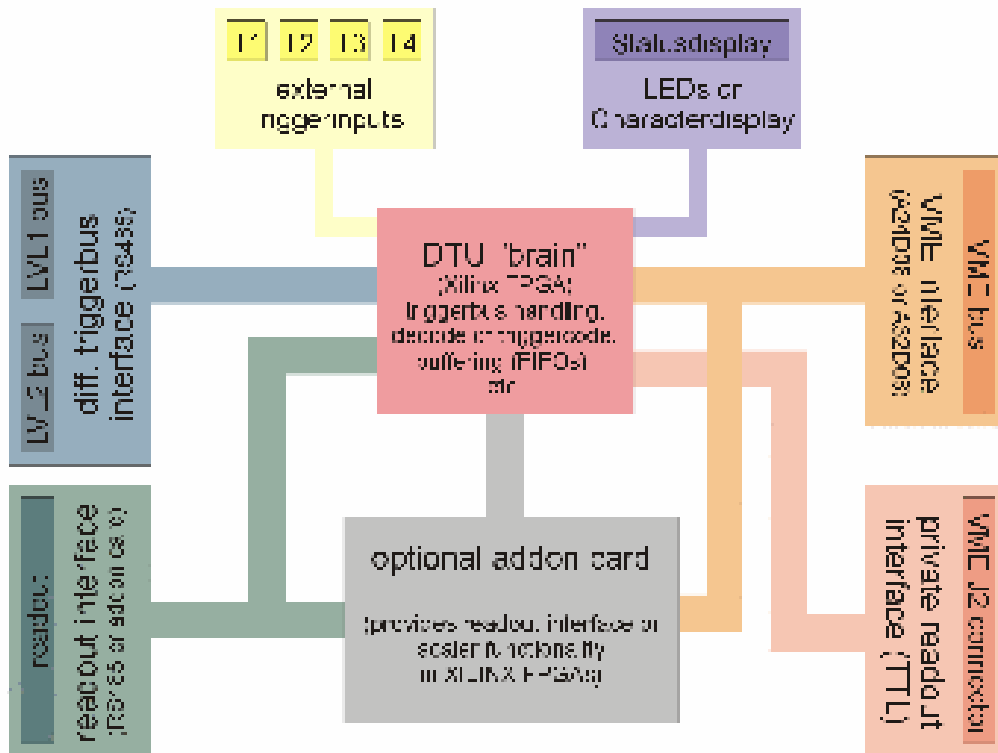 T1 T2 T3 T4
external
triggerinputs
Statusdisplay
LEDs or
Characterdisplay
LVL1 bus
LVL2 bus
diff. triggerbus
interface (RS485)
DTU "brain"
(Xilinx FPGA)
triggerbus handling,
decode of triggercode,
buffering (FIFOs)
etc
VME bus
VME interface
(A24D08 or A32D08)
readout
readout interface
(RS485 or addon card)
optional addon card
(provides readout interface or
scaler functionality
in XILINX FPGAs)
VME J2 connector
private readout
interface (TTL)